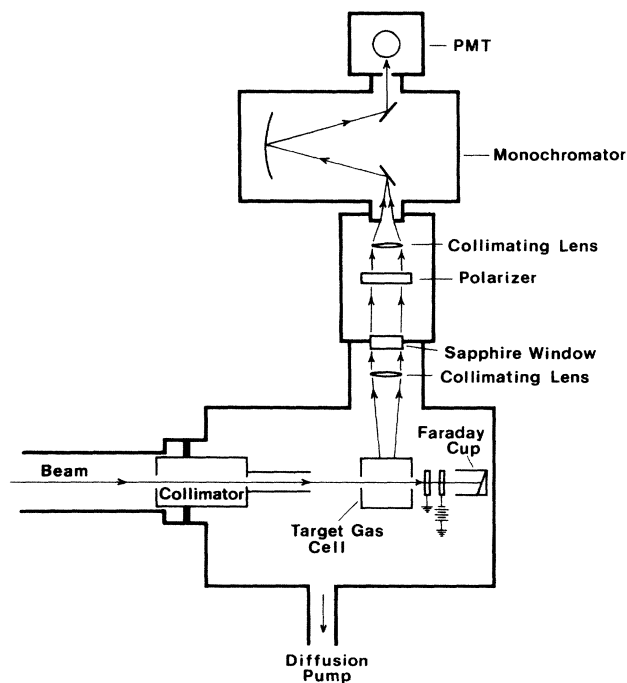 PMT
Monochromator
Collimating Lens
Polarizer
Sapphire Window
Collimating Lens
Faraday
Cup
Beam
Collimator
Target Gas
Cell
Diffusion
Pump